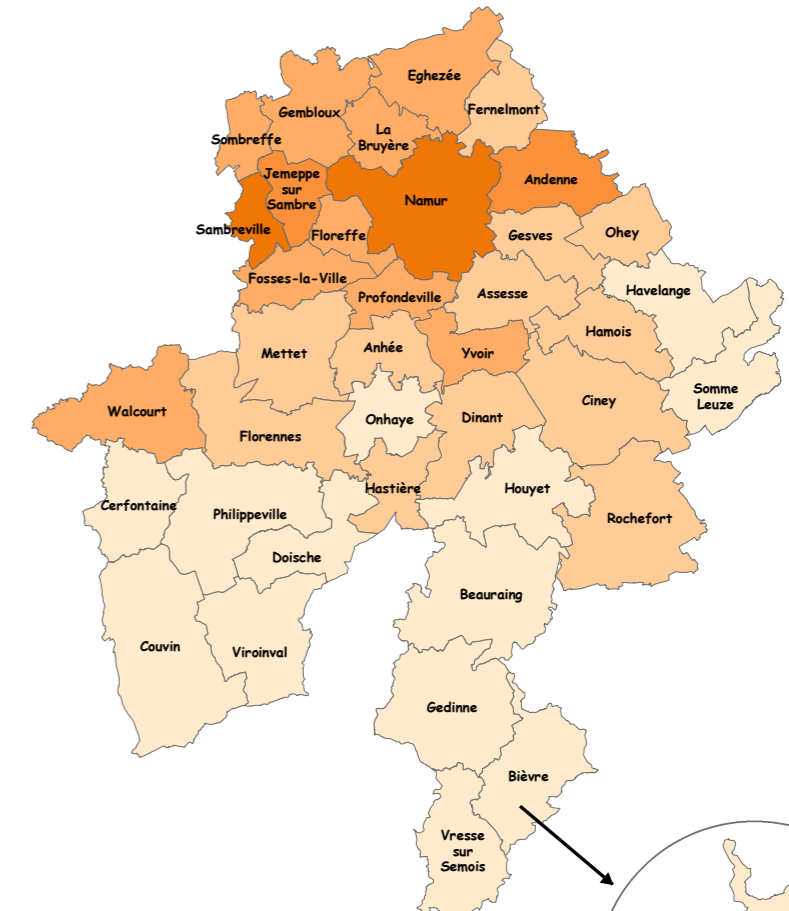 Eghezée
Fernelmont
Gembloux
La
Bruyère
Sombreffe
Jemeppe
sur
Sambre
Andenne
Namur
Sambreville
Floreffe
Gesves
Ohey
Fosses-la-Ville
Profondeville
Assesse
Havelange
Hamois
Mettet
Anhée
Yvoir
Somme
Leuze
Walcourt
Onhaye
Dinant
Ciney
Florennes
Hastière
Houyet
Cerfontaine
Philippeville
Rochefort
Doische
Beauraing
Couvin
Viroinval
Gedinne
Bièvre
Vresse
sur
Semois